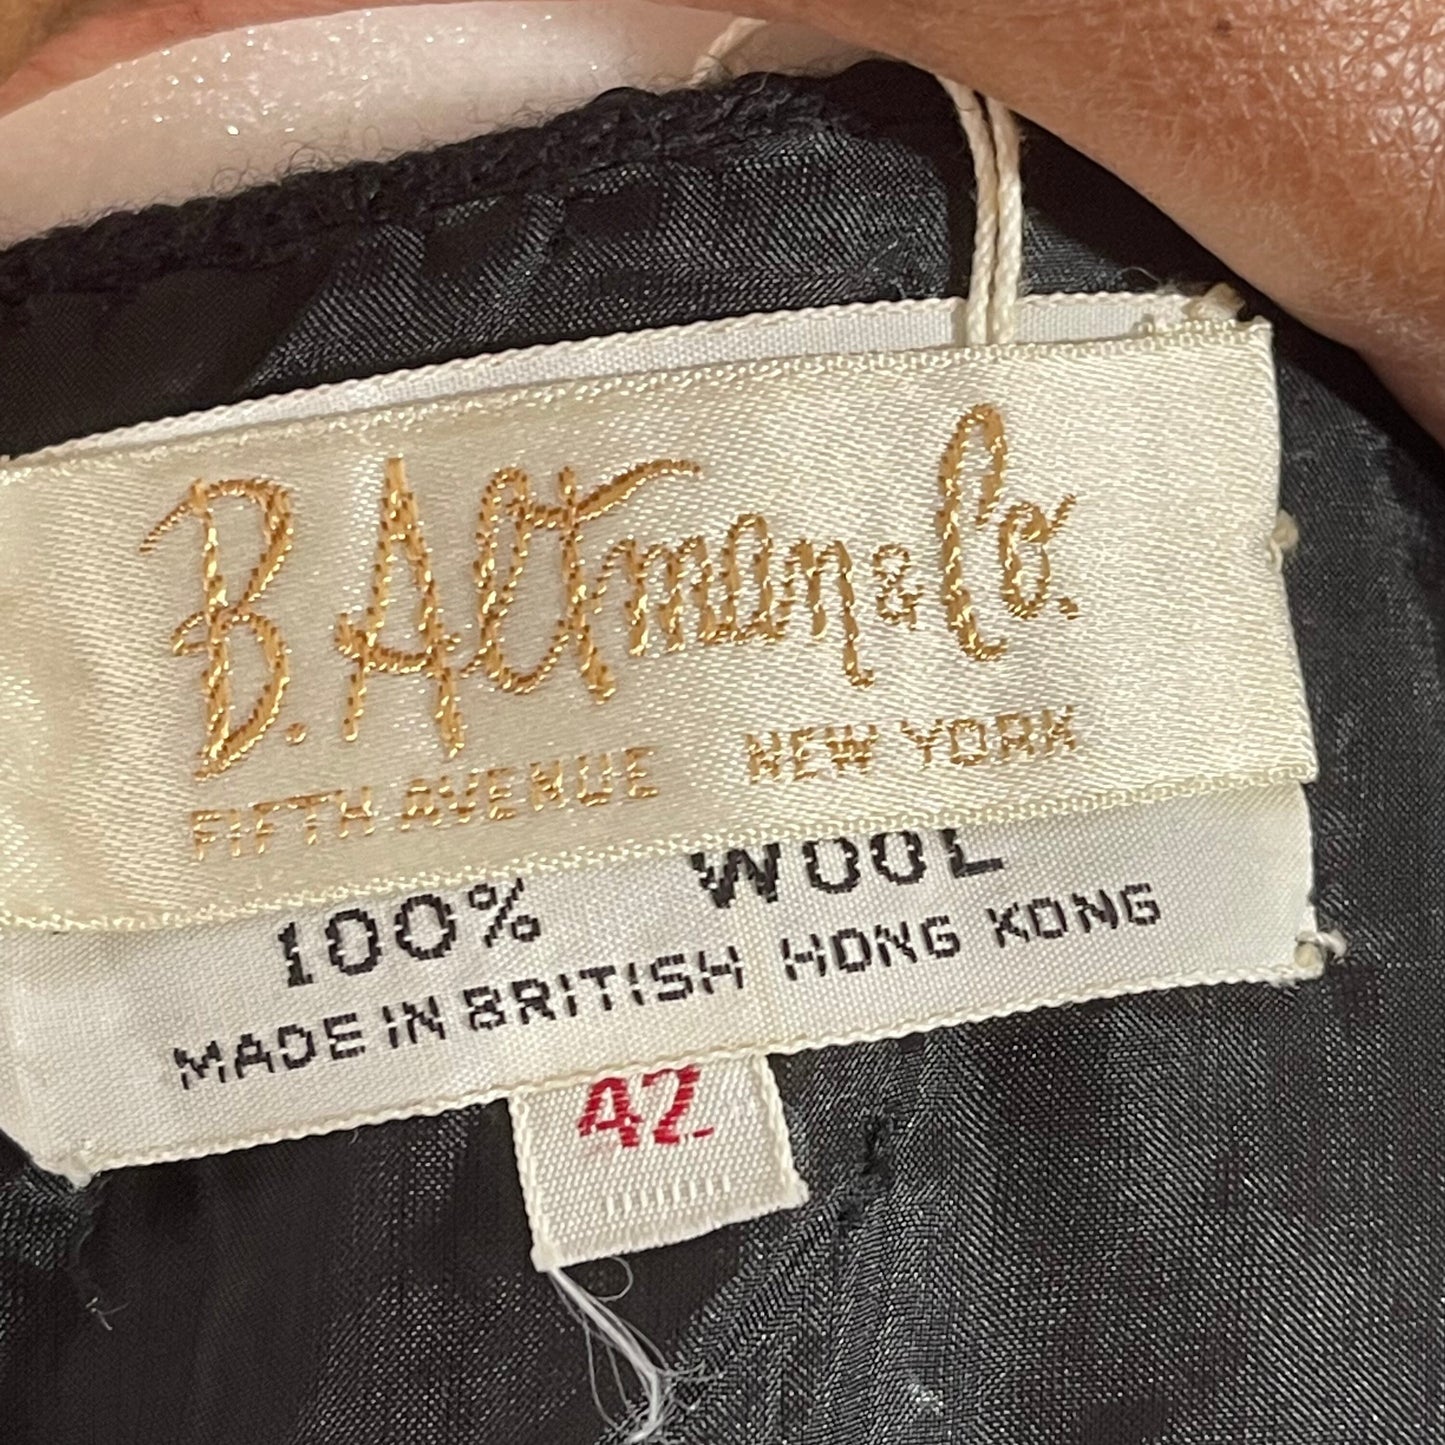 B. Altman & Co.
FIFTH AVENUE NEW YORK
100% WOOL
MADE IN BRITISH HONG KONG
42